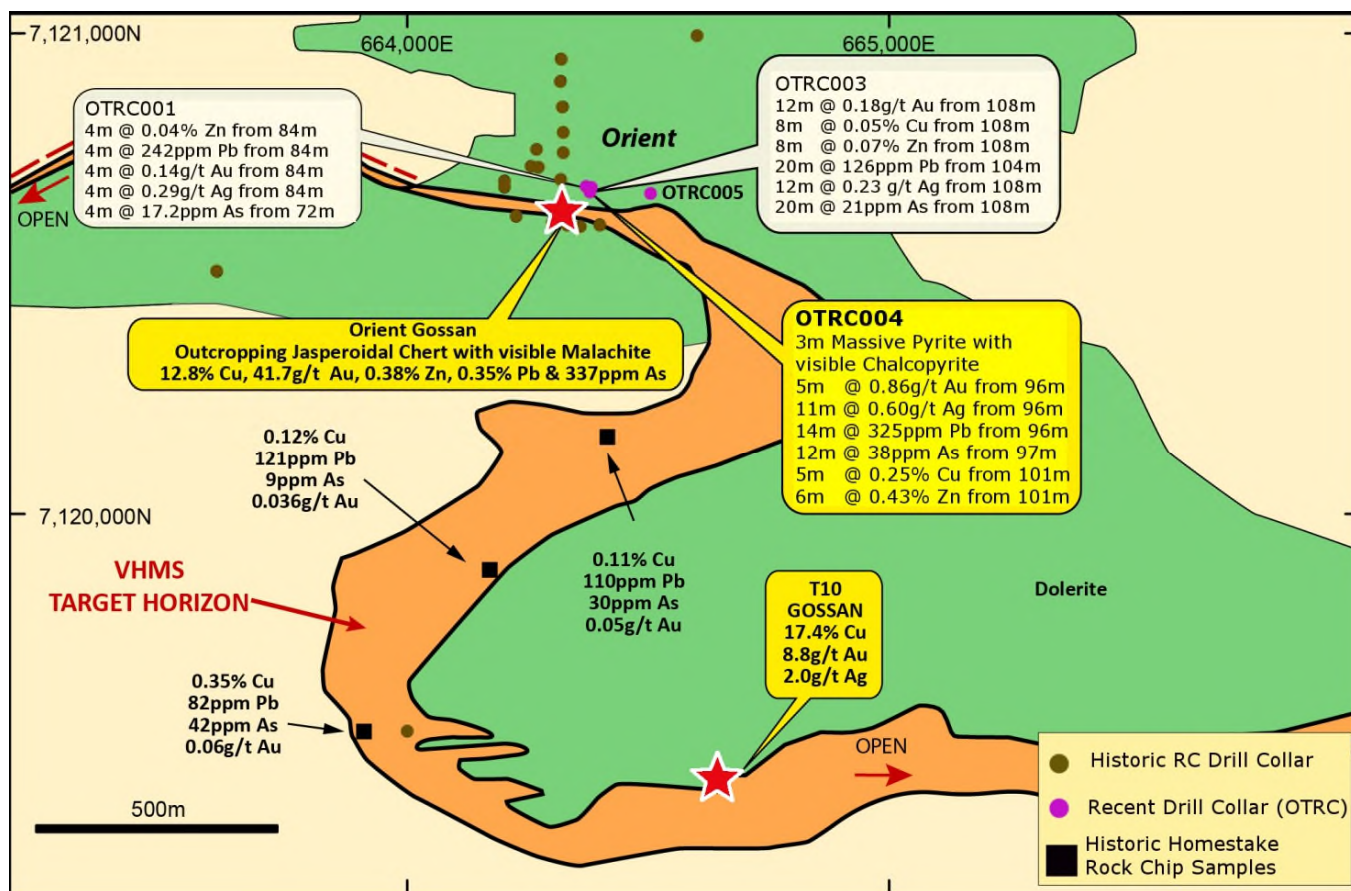 7,121,000N
664,000E
665,000E
OTRC001
4m @ 0.04% Zn from 84m
4m @ 242ppm Pb from 84m
4m @ 0.14g/t Au from 84m
4m @ 0.29g/t Ag from 84m
4m @ 17.2ppm As from 72m
Orient
OTRC003
12m @ 0.18g/t Au from 108m
8m @ 0.05% Cu from 108m
8m @ 0.07% Zn from 108m
20m @ 126ppm Pb from 104m
12m @ 0.23 g/t Ag from 108m
20m @ 21ppm As from 108m
OTRC005
OPEN
Orient Gossan
Outcropping Jasperoidal Chert with visible Malachite
12.8% Cu, 41.7g/t Au, 0.38% Zn, 0.35% Pb & 337ppm As
OTRC004
3m Massive Pyrite with
visible Chalcopyrite
5m @ 0.86g/t Au from 96m
11m @ 0.60g/t Ag from 96m
14m @ 325ppm Pb from 96m
12m @ 38ppm As from 97m
5m @ 0.25% Cu from 101m
6m @ 0.43% Zn from 101m
0.12% Cu
121ppm Pb
9ppm As
0.036g/t Au
7,120,000N
0.11% Cu
110ppm Pb
30ppm As
0.05g/t Au
VHMS
TARGET HORIZON
T10
GOSSAN
17.4% Cu
8.8g/t Au
2.0g/t Ag
Dolerite
0.35% Cu
82ppm Pb
42ppm As
0.06g/t Au
OPEN
500m
Historic RC Drill Collar
Recent Drill Collar (OTRC)
Historic Homestake
Rock Chip Samples